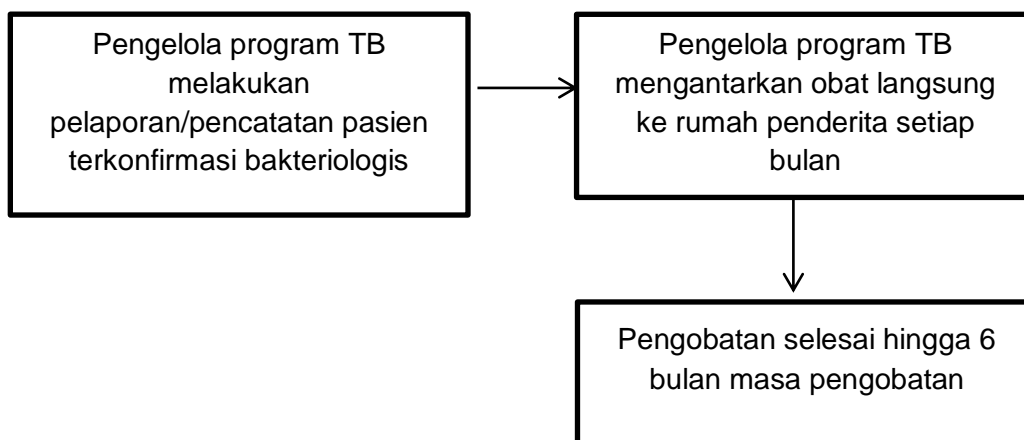 Pengelola program TB
melakukan
pelaporan/pencatatan pasien
terkonfirmasi bakteriologis
Pengelola program TB
mengantarkan obat langsung
ke rumah penderita setiap
bulan
Pengobatan selesai hingga 6
bulan masa pengobatan